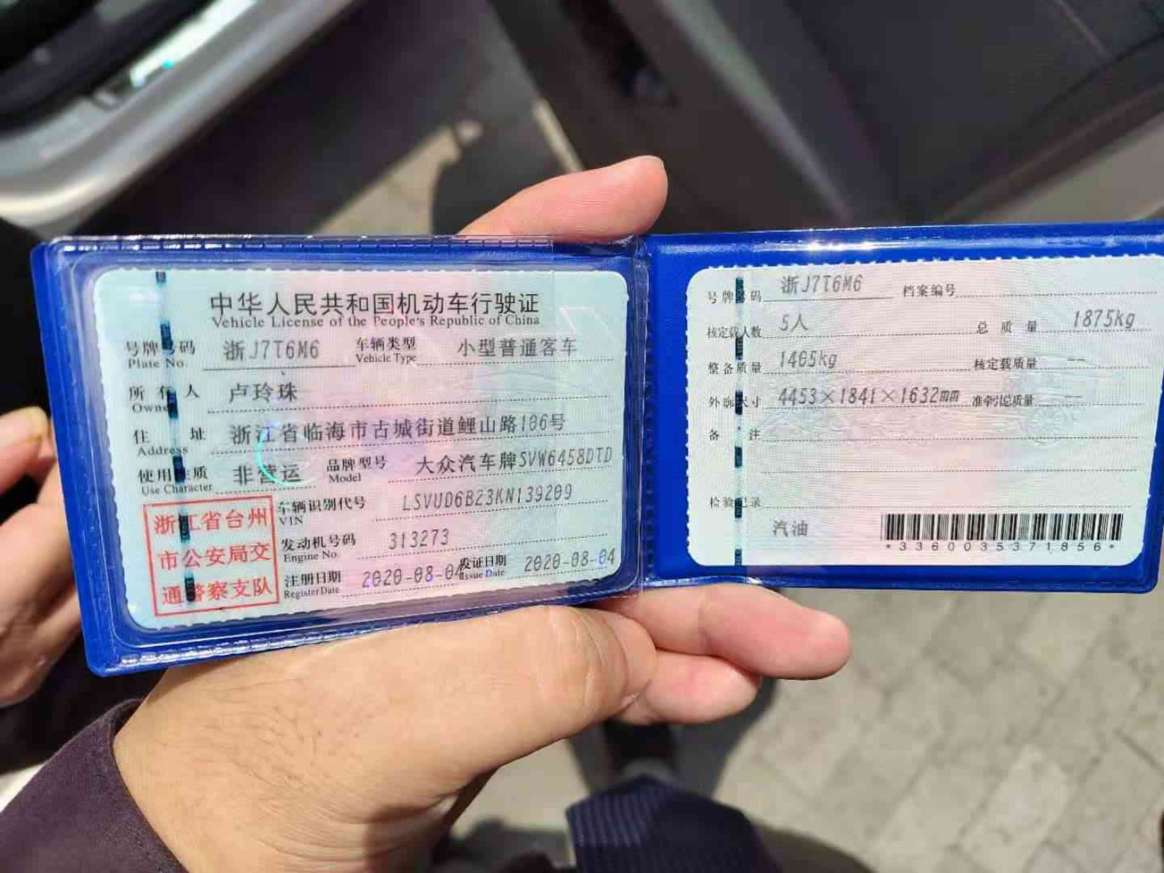 中华人民共和国机动车行驶证
Vehicle License of the People's Republic of China
号牌号码 浙J7T6M6 车辆类型 小型普通客车
Plate No. Vehicle Type
所有人 卢玲珠
Owner
住址 浙江省临海市古城街道鲤山路106号
Address
使用性质 非营运 品牌型号 大众汽车牌SVW6458DTD
Use Character Model
车辆识别代号 LSVUD6B23KN139209
VIN
发动机号码 313273
Engine No.
注册日期 2020-08-04 发证日期 2020-08-04
Register Date Issue Date
浙江省台州
市公安局交
通警察支队
号牌号码 浙J7T6M6 档案编号
核定载人数 5人 总质量 1875kg
整备质量 1405kg 核定载质量 --
外廓尺寸 4453×1841×1632mm 准牵引总质量 --
备注
检验记录
汽油
*3360035371856*